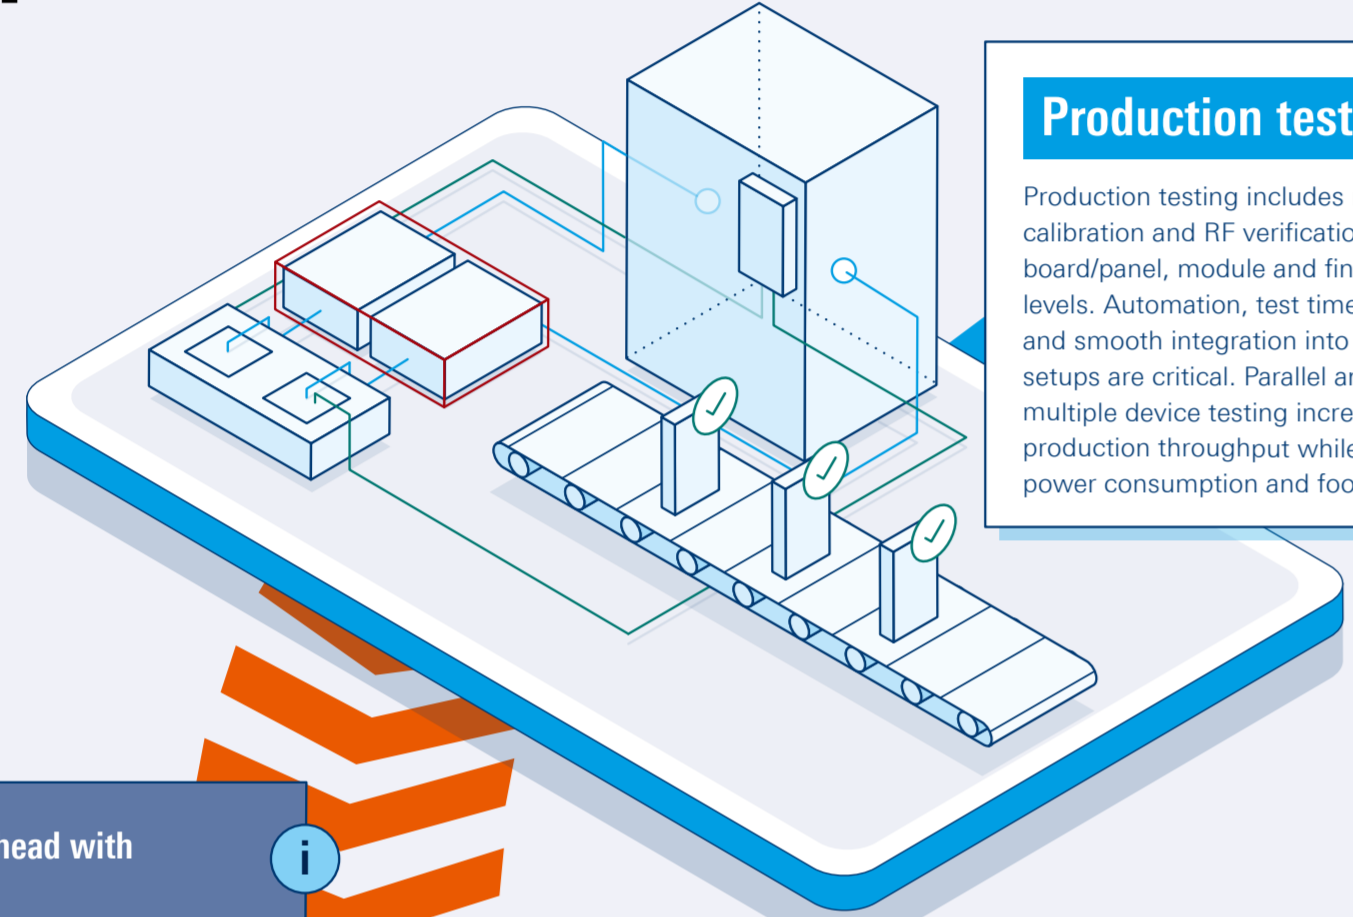 Production test
Production testing includes
calibration and RF verificatio
board/panel, module and fin
levels. Automation, test time
and smooth integration into
setups are critical. Parallel ar
multiple device testing incre
production throughput while
power consumption and foo
head with
i